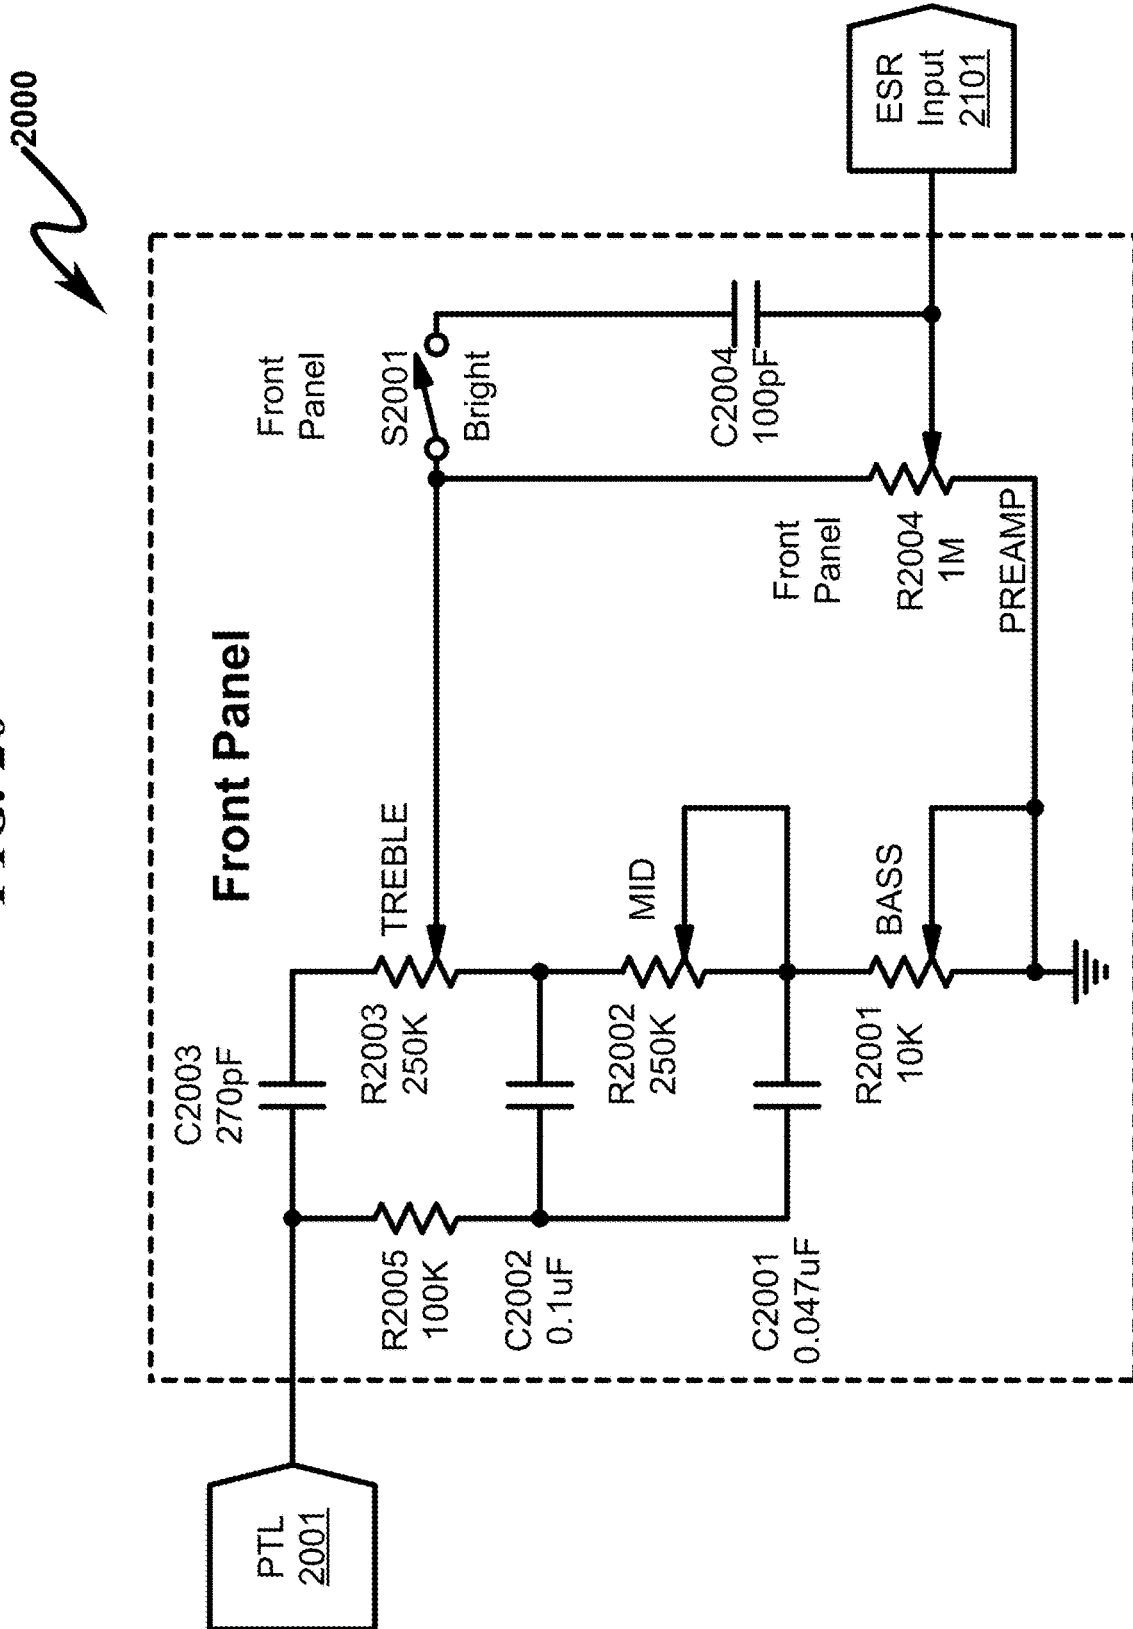 2000
Front Panel
PTL
2001
C2003
270pF
R2005
100K
R2003
250K
TREBLE
Front
Panel
S2001
Bright
C2002
0.1uF
R2002
250K
MID
C2004
100pF
C2001
0.047uF
R2001
10K
BASS
Front
Panel
R2004
1M
PREAMP
ESR
Input
2101